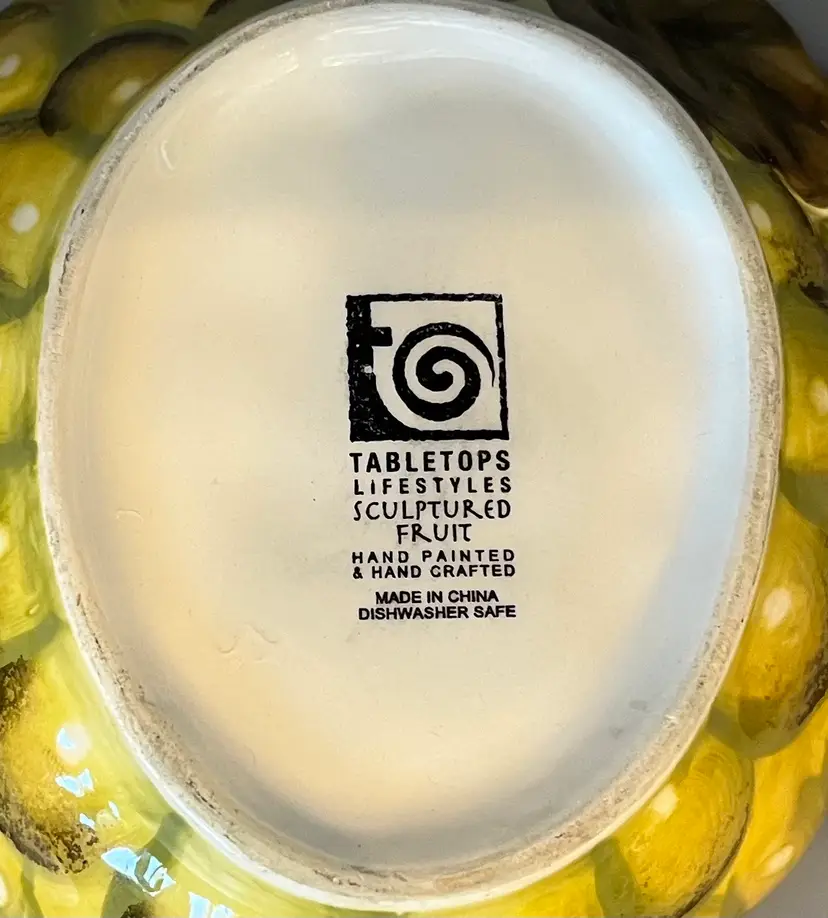 t
TABLETOPS
LIFESTYLES
SCULPTURED
FRUIT
HAND PAINTED
& HAND CRAFTED
MADE IN CHINA
DISHWASHER SAFE